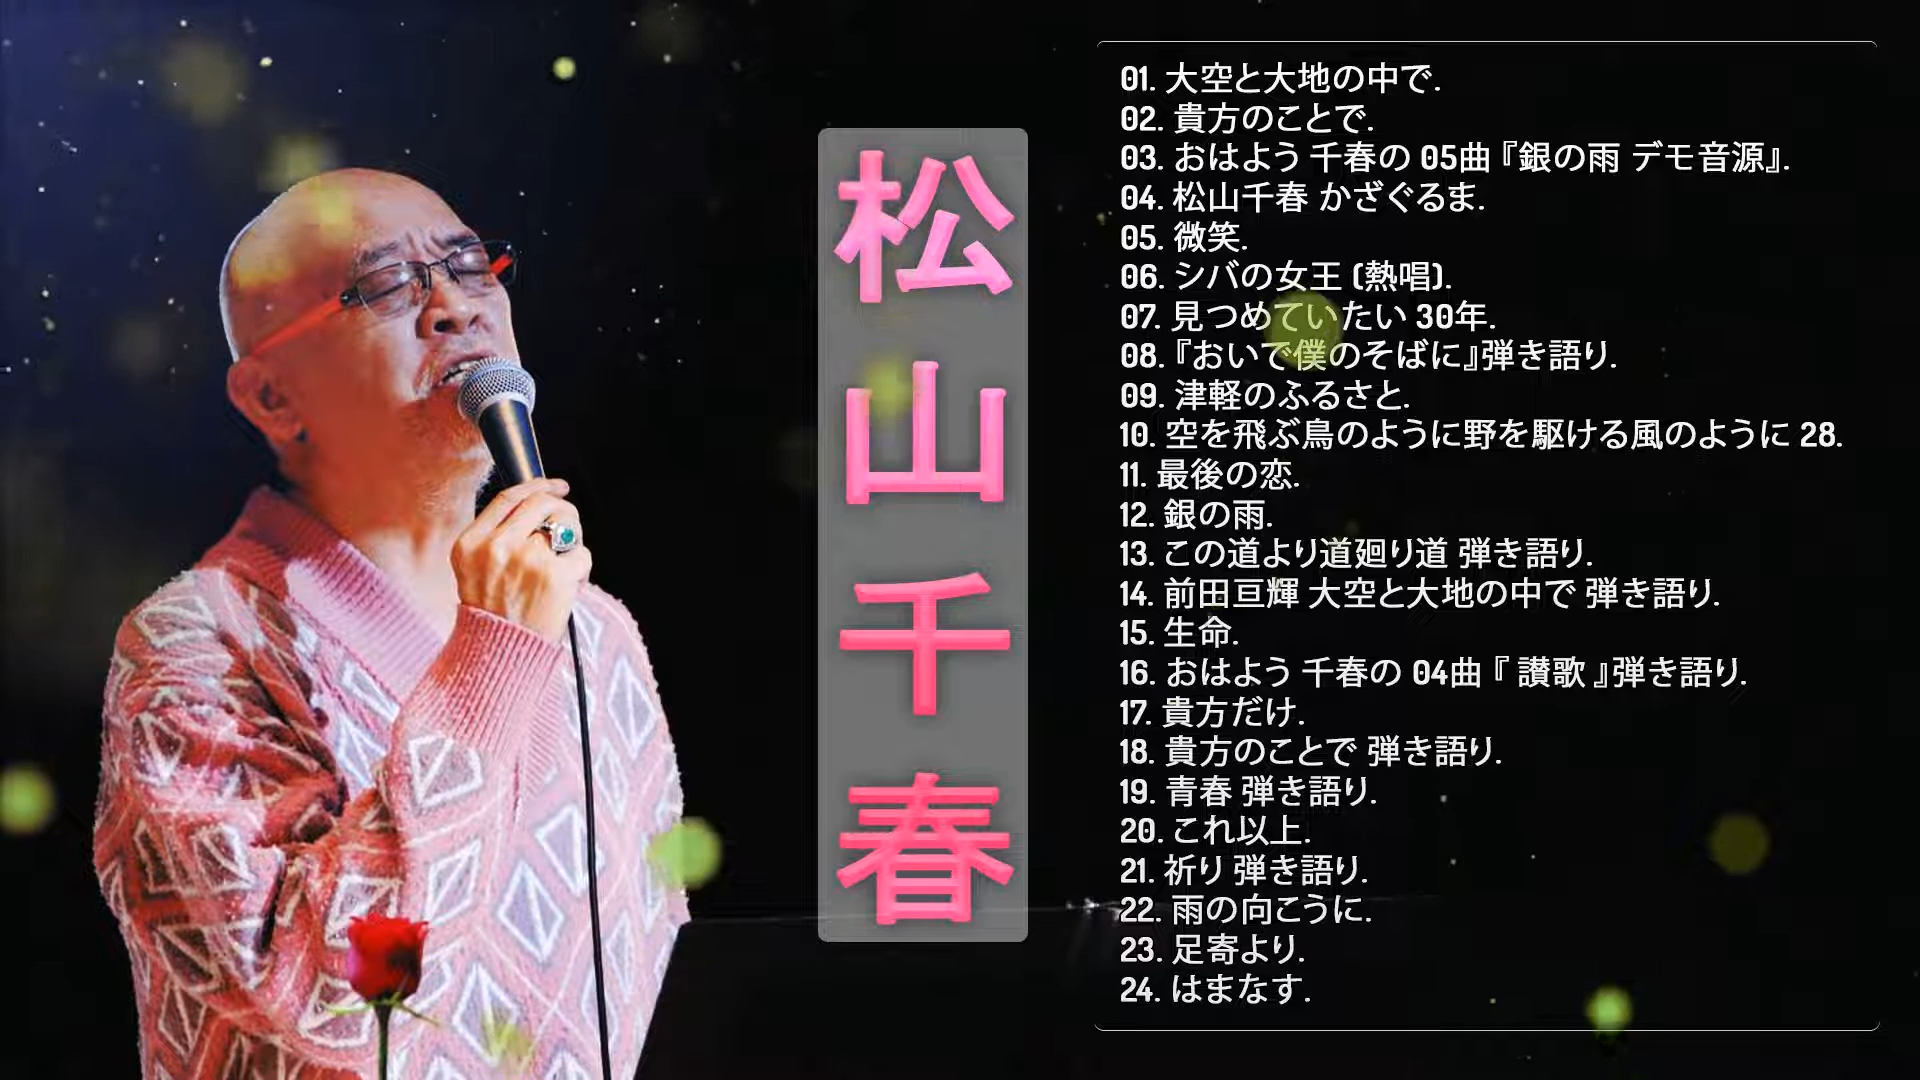 松山千春
01. 大空と大地の中で.
02. 貴方のことで.
03. おはよう 千春の 05曲『銀の雨 デモ音源』.
04. 松山千春 かざぐるま.
05. 微笑.
06. シバの女王 (熱唱).
07. 見つめていたい 30年.
08.『おいで僕のそばに』弾き語り.
09. 津軽のふるさと.
10. 空を飛ぶ鳥のように野を駆ける風のように 28.
11. 最後の恋.
12. 銀の雨.
13. この道より道廻り道 弾き語り.
14. 前田亘輝 大空と大地の中で 弾き語り.
15. 生命.
16. おはよう 千春の 04曲『 讃歌 』弾き語り.
17. 貴方だけ.
18. 貴方のことで 弾き語り.
19. 青春 弾き語り.
20. これ以上.
21. 祈り 弾き語り.
22. 雨の向こうに.
23. 足寄より.
24. はまなす.